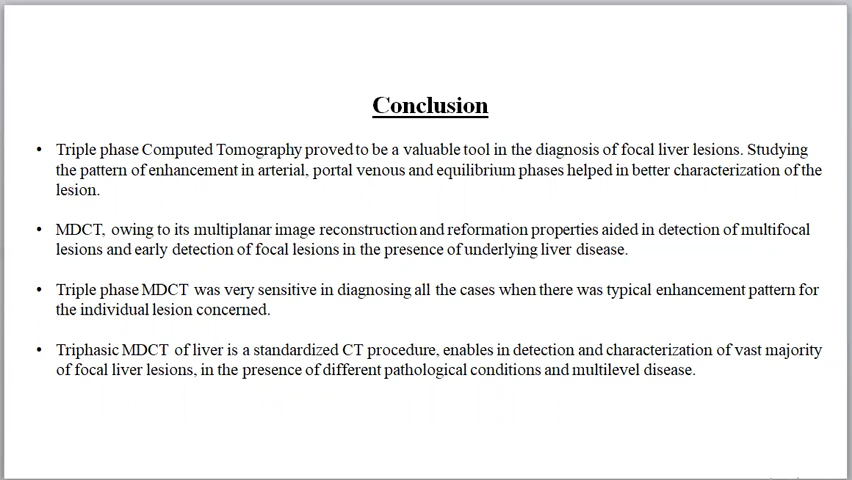 Conclusion
• Triple phase Computed Tomography proved to be a valuable tool in the diagnosis of focal liver lesions. Studying
the pattern of enhancement in arterial, portal venous and equilibrium phases helped in better characterization of the
lesion.
• MDCT, owing to its multiplanar image reconstruction and reformation properties aided in detection of multifocal
lesions and early detection of focal lesions in the presence of underlying liver disease.
• Triple phase MDCT was very sensitive in diagnosing all the cases when there was typical enhancement pattern for
the individual lesion concerned.
• Triphasic MDCT of liver is a standardized CT procedure, enables in detection and characterization of vast majority
of focal liver lesions, in the presence of different pathological conditions and multilevel disease.